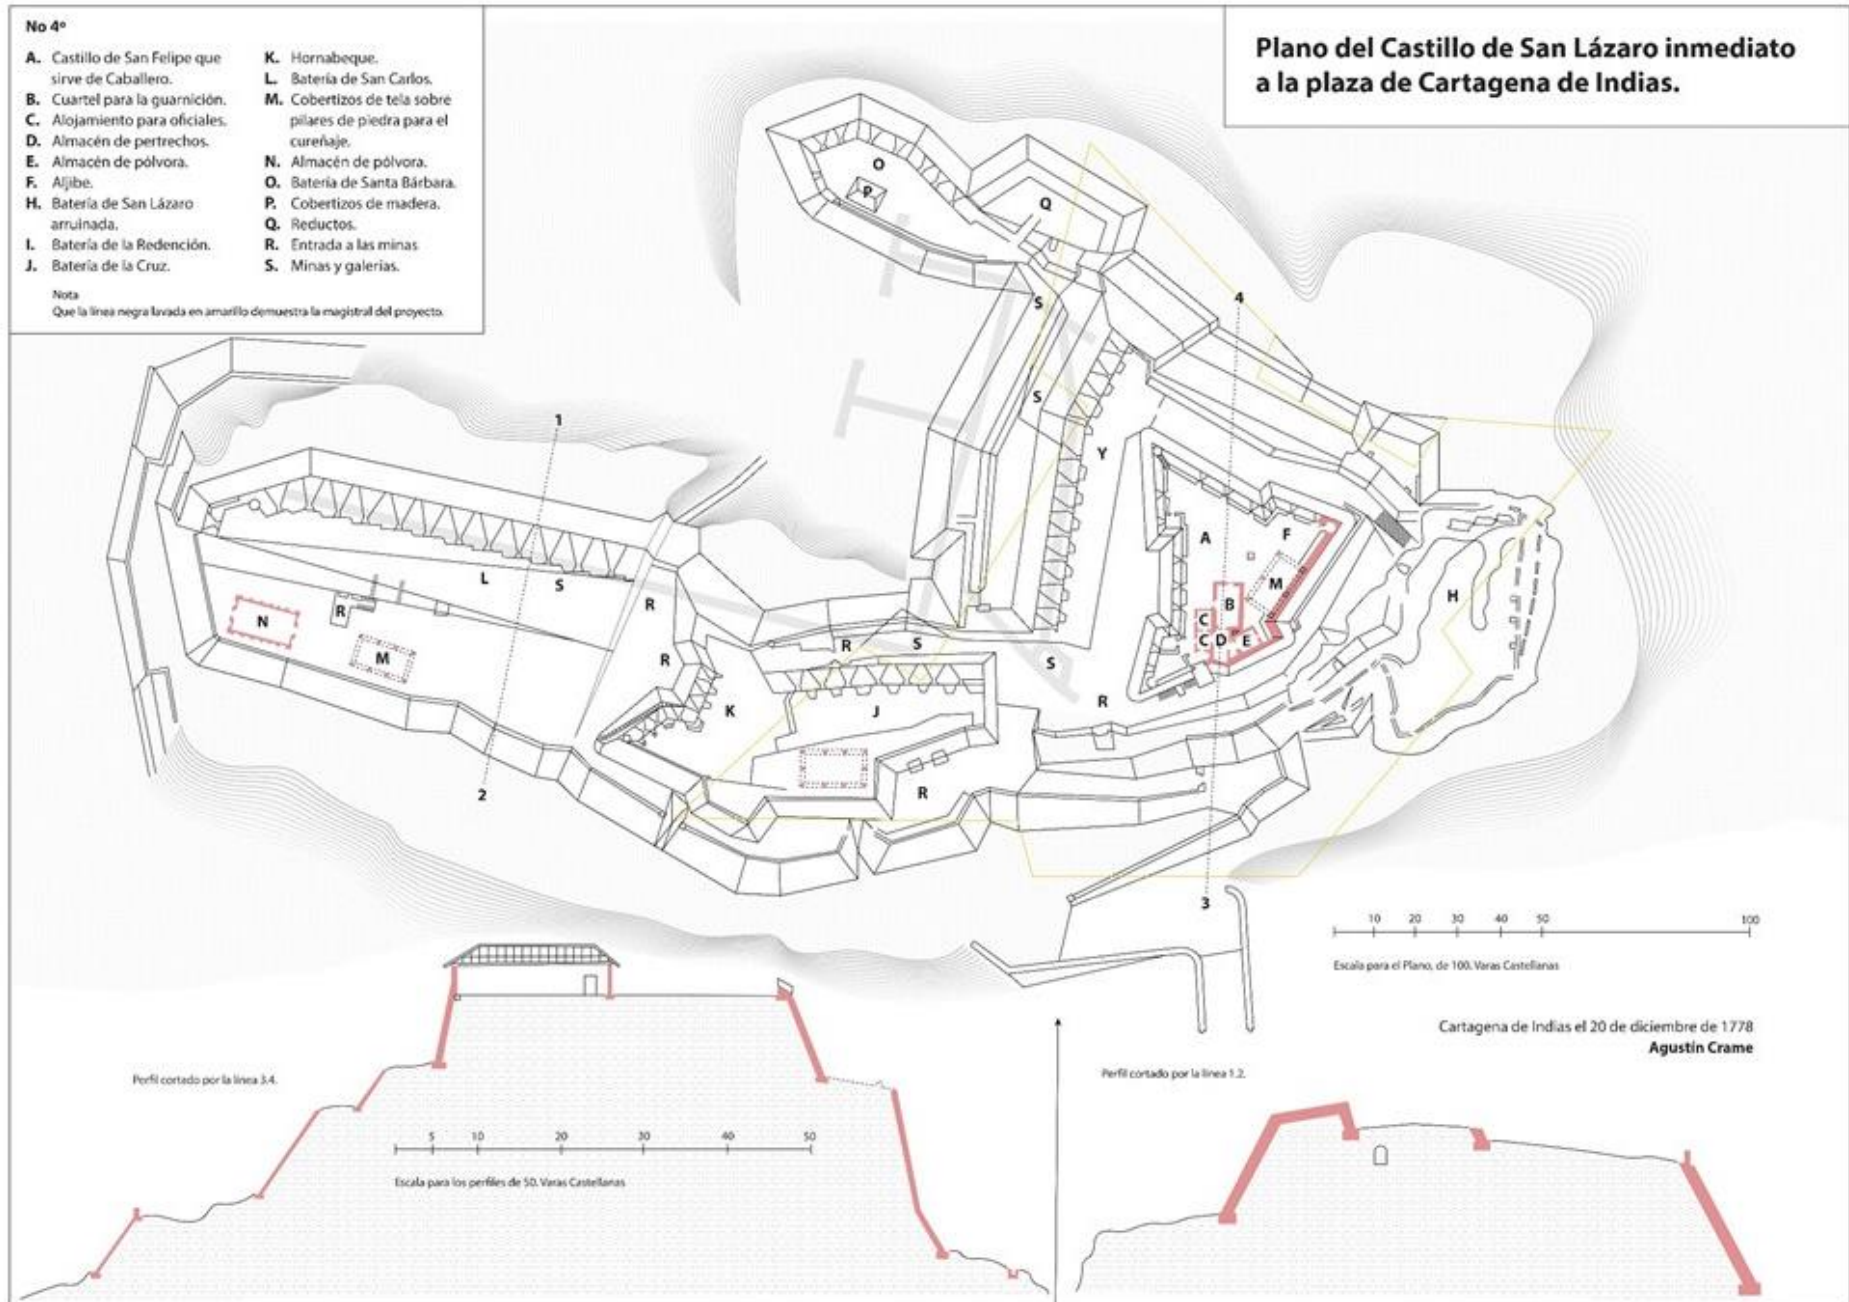 No 4º
A. Castillo de San Felipe que
sirve de Caballero.
B. Cuartel para la guarnición.
C. Alojamiento para oficiales.
D. Almacén de pertrechos.
E. Almacén de pólvora.
F. Aljibe.
H. Batería de San Lázaro
arruinada.
I. Batería de la Redención.
J. Batería de la Cruz.
K. Hornabeque.
L. Batería de San Carlos.
M. Cobertizos de tela sobre
pilares de piedra para el
cureñaje.
N. Almacén de pólvora.
O. Batería de Santa Bárbara.
P. Cobertizos de madera.
Q. Reductos.
R. Entrada a las minas
S. Minas y galerías.
Nota
Que la línea negra lavada en amarillo demuestra la magistral del proyecto.
Plano del Castillo de San Lázaro inmediato
a la plaza de Cartagena de Indias.
O
P
Q
S
4
S
1
Y
A
F
M
H
L
S
R
B
N
R
C
C
D
E
M
R
R
S
S
K
J
R
2
R
3
10 20 30 40 50 100
Escala para el Plano, de 100. Varas Castellanas
Cartagena de Indias el 20 de diciembre de 1778
Agustín Crame
Perfil cortado por la línea 3.4.
5 10 20 30 40 50
Escala para los perfiles de 50. Varas Castellanas
Perfil cortado por la línea 1.2.